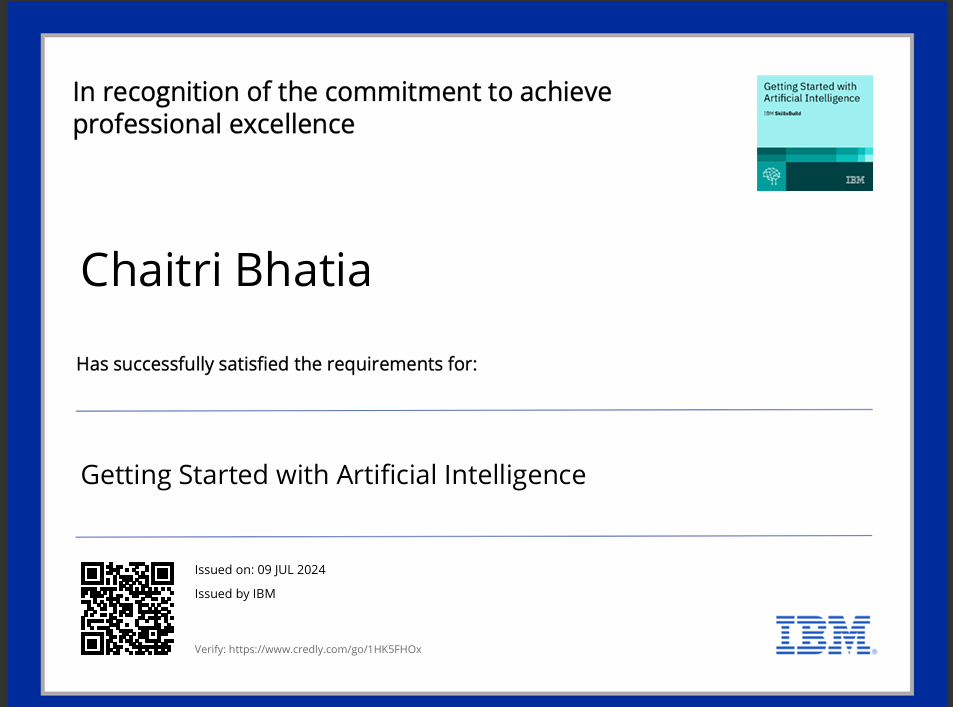 In recognition of the commitment to achieve
professional excellence
Getting Started with
Artificial Intelligence
IBM SkillsBuild
IBM
Chaitri Bhatia
Has successfully satisfied the requirements for:
Getting Started with Artificial Intelligence
Issued on: 09 JUL 2024
Issued by IBM
Verify: https://www.credly.com/go/1HK5FHOx
IBM®